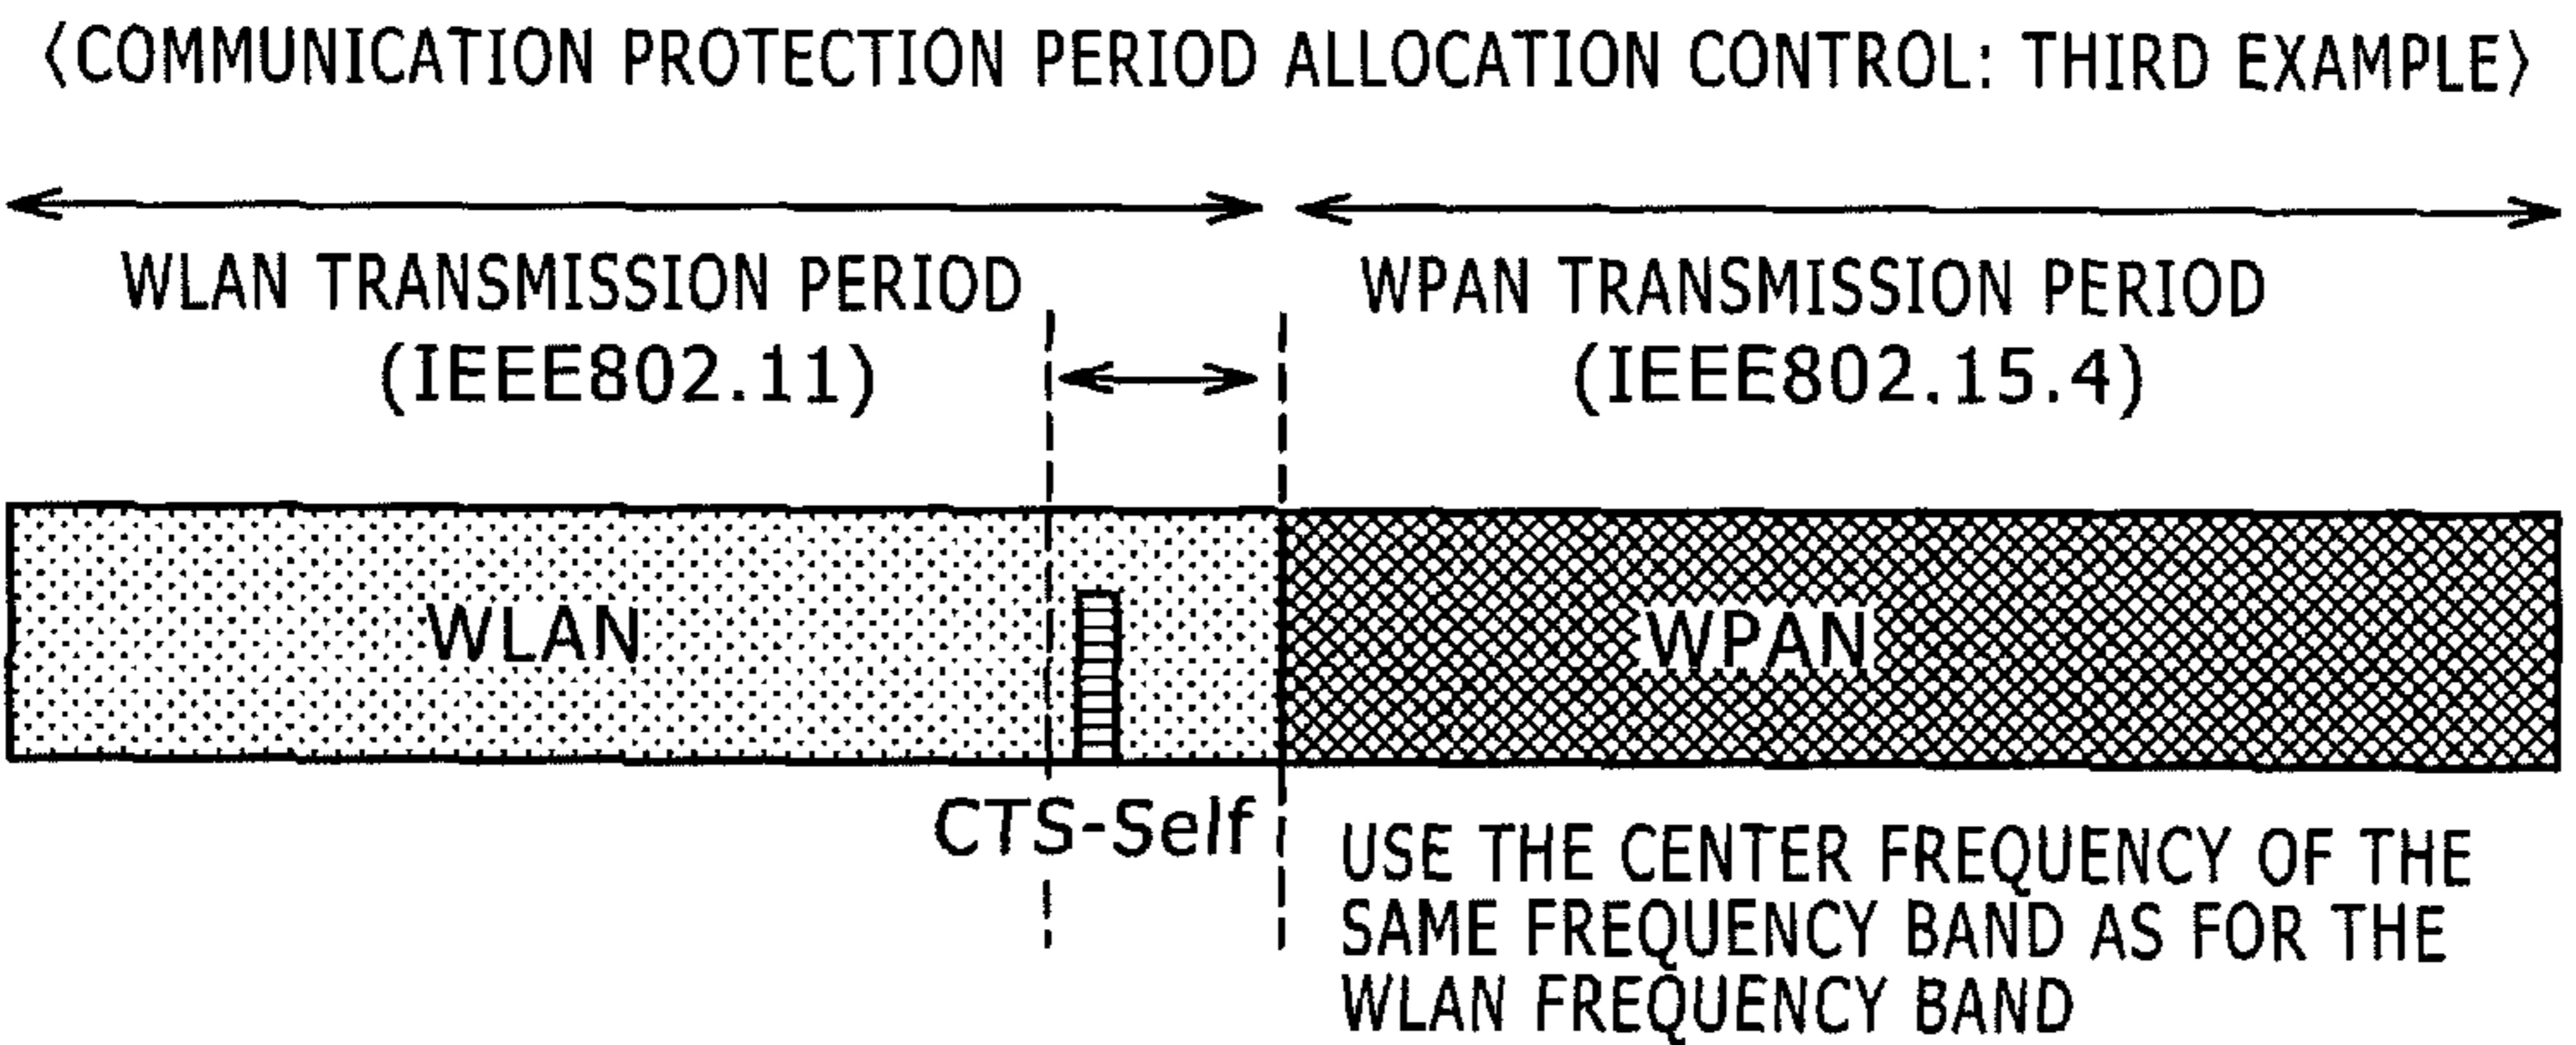 〈COMMUNICATION PROTECTION PERIOD ALLOCATION CONTROL: THIRD EXAMPLE〉
WLAN TRANSMISSION PERIOD
(IEEE802.11)
WPAN TRANSMISSION PERIOD
(IEEE802.15.4)
WLAN
WPAN
CTS-Self
USE THE CENTER FREQUENCY OF THE
SAME FREQUENCY BAND AS FOR THE
WLAN FREQUENCY BAND